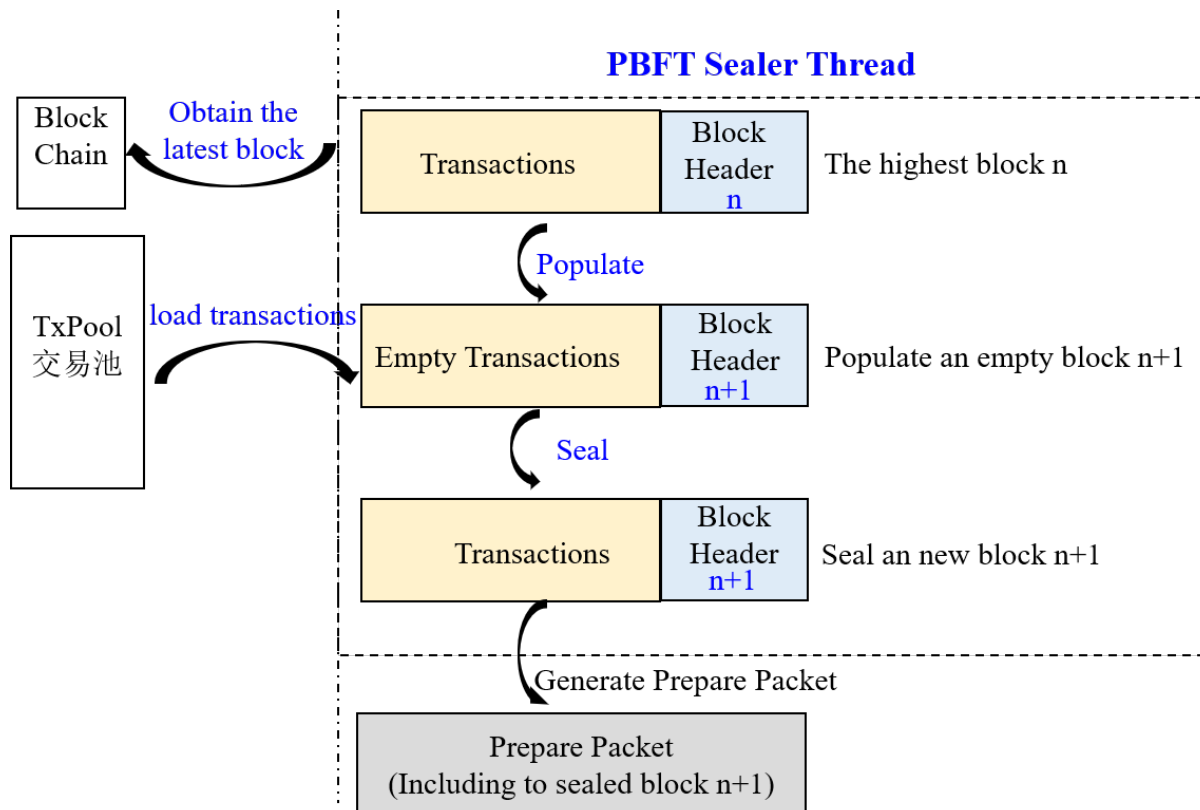 PBFT Sealer Thread
Block
Chain
Obtain the
latest block
Transactions
Block
Header
n
The highest block n
Populate
TxPool
交易池
load transactions
Empty Transactions
Block
Header
n+1
Populate an empty block n+1
Seal
Transactions
Block
Header
n+1
Seal an new block n+1
Generate Prepare Packet
Prepare Packet
(Including to sealed block n+1)